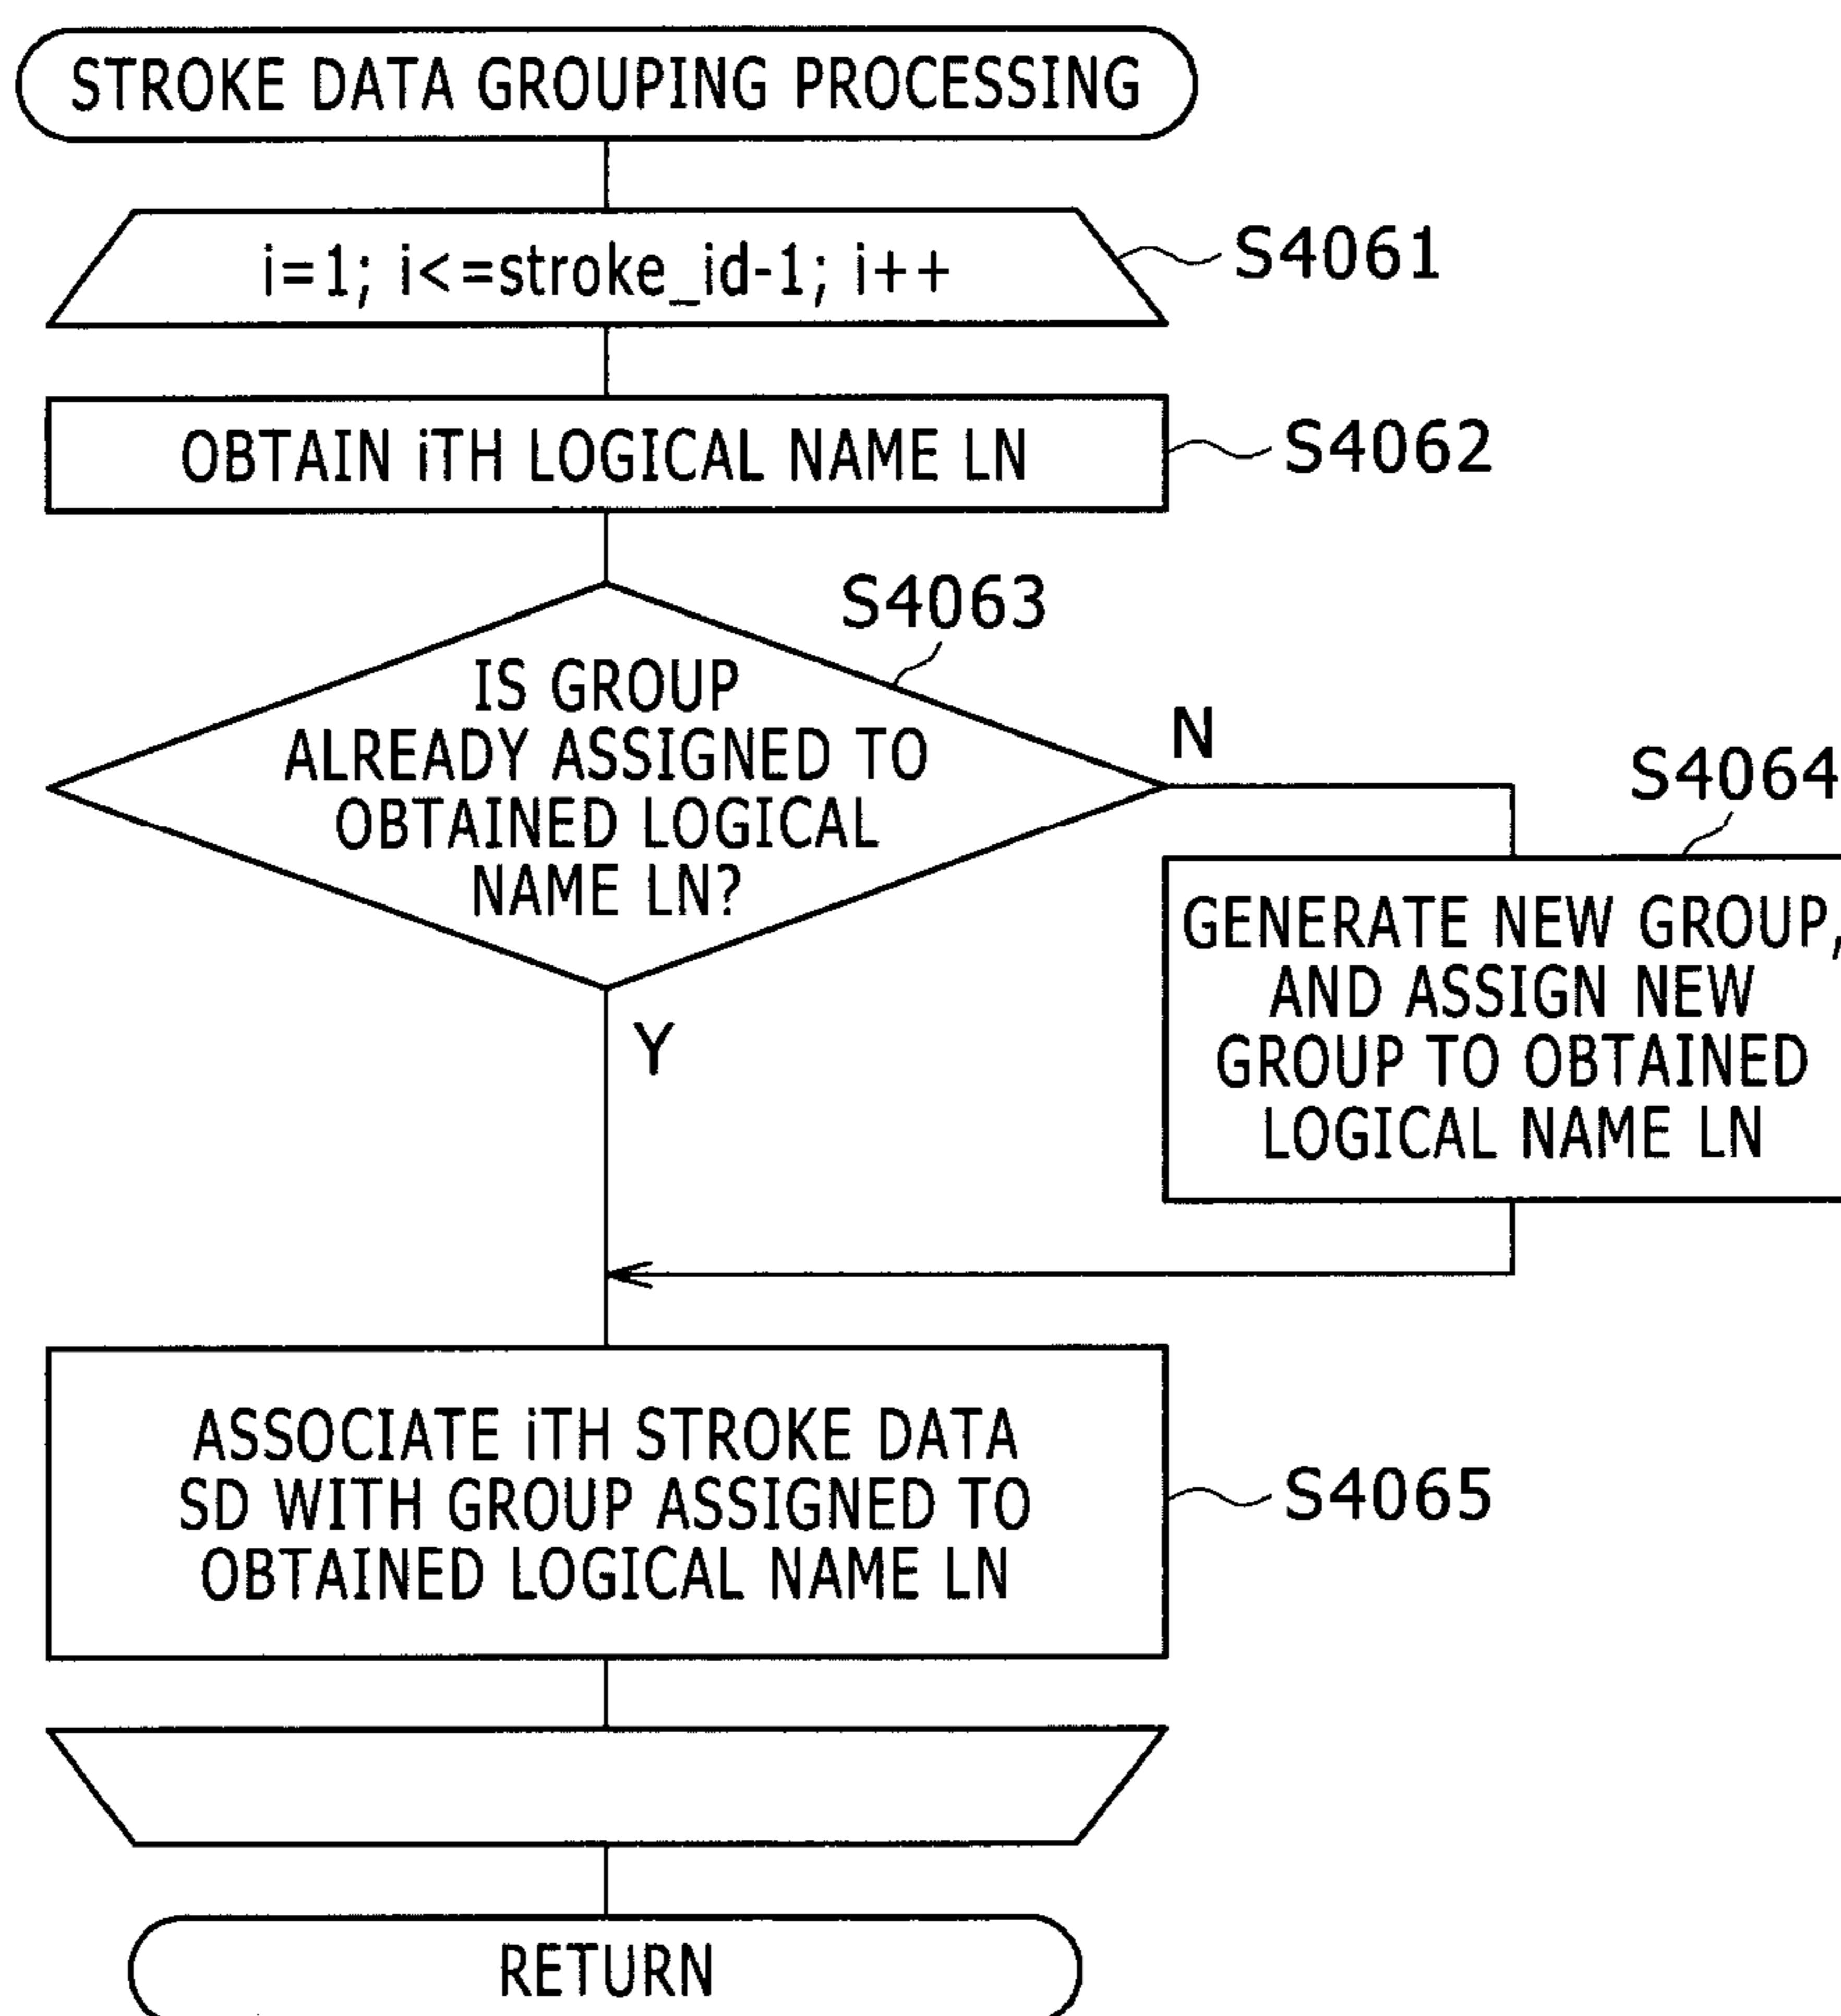 STROKE DATA GROUPING PROCESSING
i=1; i<=stroke_id-1; i++
S4061
OBTAIN iTH LOGICAL NAME LN
S4062
S4063
IS GROUP
ALREADY ASSIGNED TO
OBTAINED LOGICAL
NAME LN?
N
Y
S4064
GENERATE NEW GROUP,
AND ASSIGN NEW
GROUP TO OBTAINED
LOGICAL NAME LN
ASSOCIATE iTH STROKE DATA
SD WITH GROUP ASSIGNED TO
OBTAINED LOGICAL NAME LN
S4065
RETURN